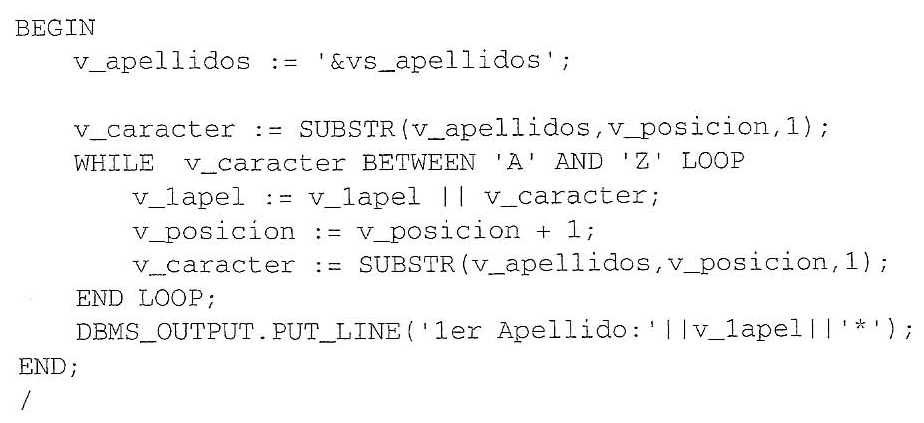 BEGIN
v_apellidos := '&vs_apellidos';
v_caracter := SUBSTR(v_apellidos,v_posicion,1);
WHILE v_caracter BETWEEN 'A' AND 'Z' LOOP
v_1apel := v_1apel || v_caracter;
v_posicion := v_posicion + 1;
v_caracter := SUBSTR(v_apellidos,v_posicion,1);
END LOOP;
DBMS_OUTPUT.PUT_LINE('1er Apellido:'||v_1apel||'*');
END;
/